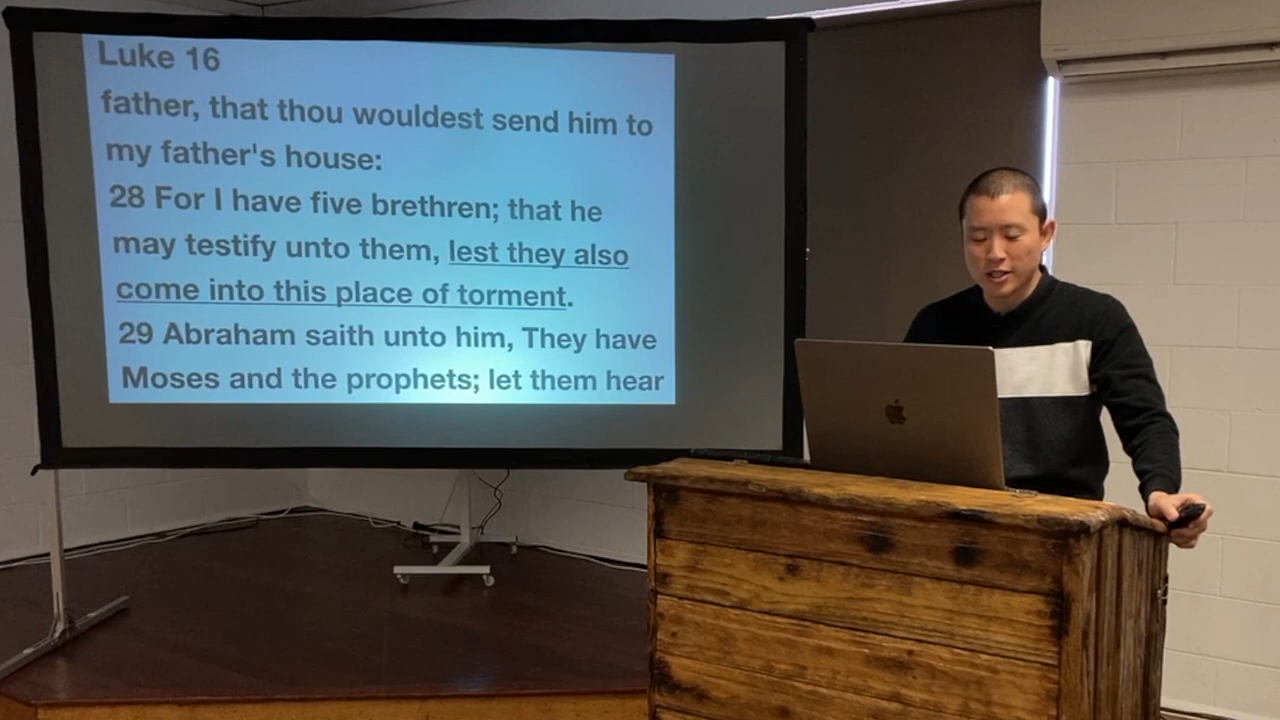 Luke 16
father, that thou wouldest send him to
my father's house:
28 For I have five brethren; that he
may testify unto them, lest they also
come into this place of torment.
29 Abraham saith unto him, They have
Moses and the prophets; let them hear